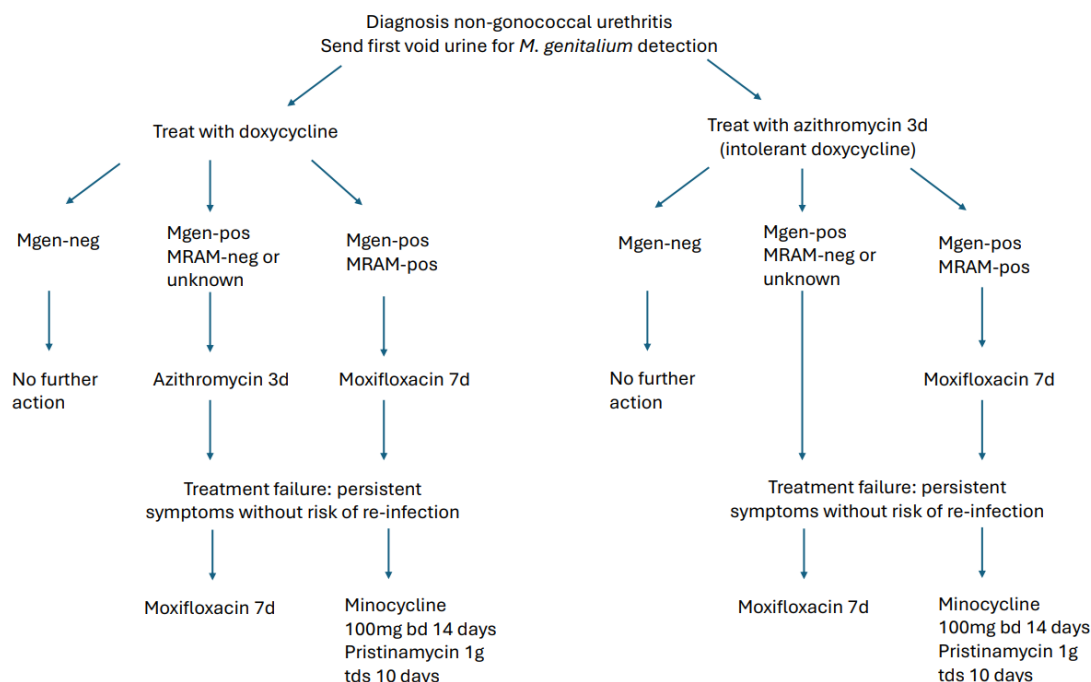 Diagnosis non-gonococcal urethritis
Send first void urine for M. genitalium detection
Treat with doxycycline
Treat with azithromycin 3d
(intolerant doxycycline)
Mgen-neg
Mgen-pos
MRAM-neg or
unknown
Mgen-pos
MRAM-pos
Mgen-neg
Mgen-pos
MRAM-neg or
unknown
Mgen-pos
MRAM-pos
No further
action
Azithromycin 3d
Moxifloxacin 7d
No further
action
Moxifloxacin 7d
Treatment failure: persistent
symptoms without risk of re-infection
Treatment failure: persistent
symptoms without risk of re-infection
Moxifloxacin 7d
Minocycline
100mg bd 14 days
Pristinamycin 1g
tds 10 days
Moxifloxacin 7d
Minocycline
100mg bd 14 days
Pristinamycin 1g
tds 10 days